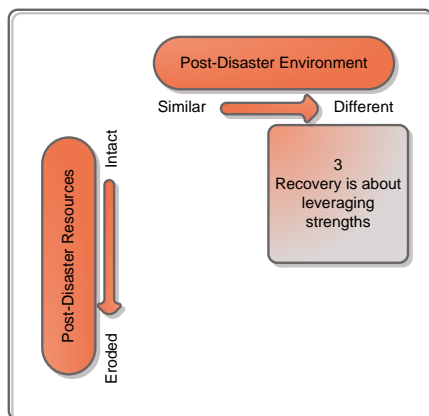 Post-Disaster Environment
Similar
Different
Post-Disaster Resources
Intact
Eroded
3
Recovery is about
leveraging
strengths